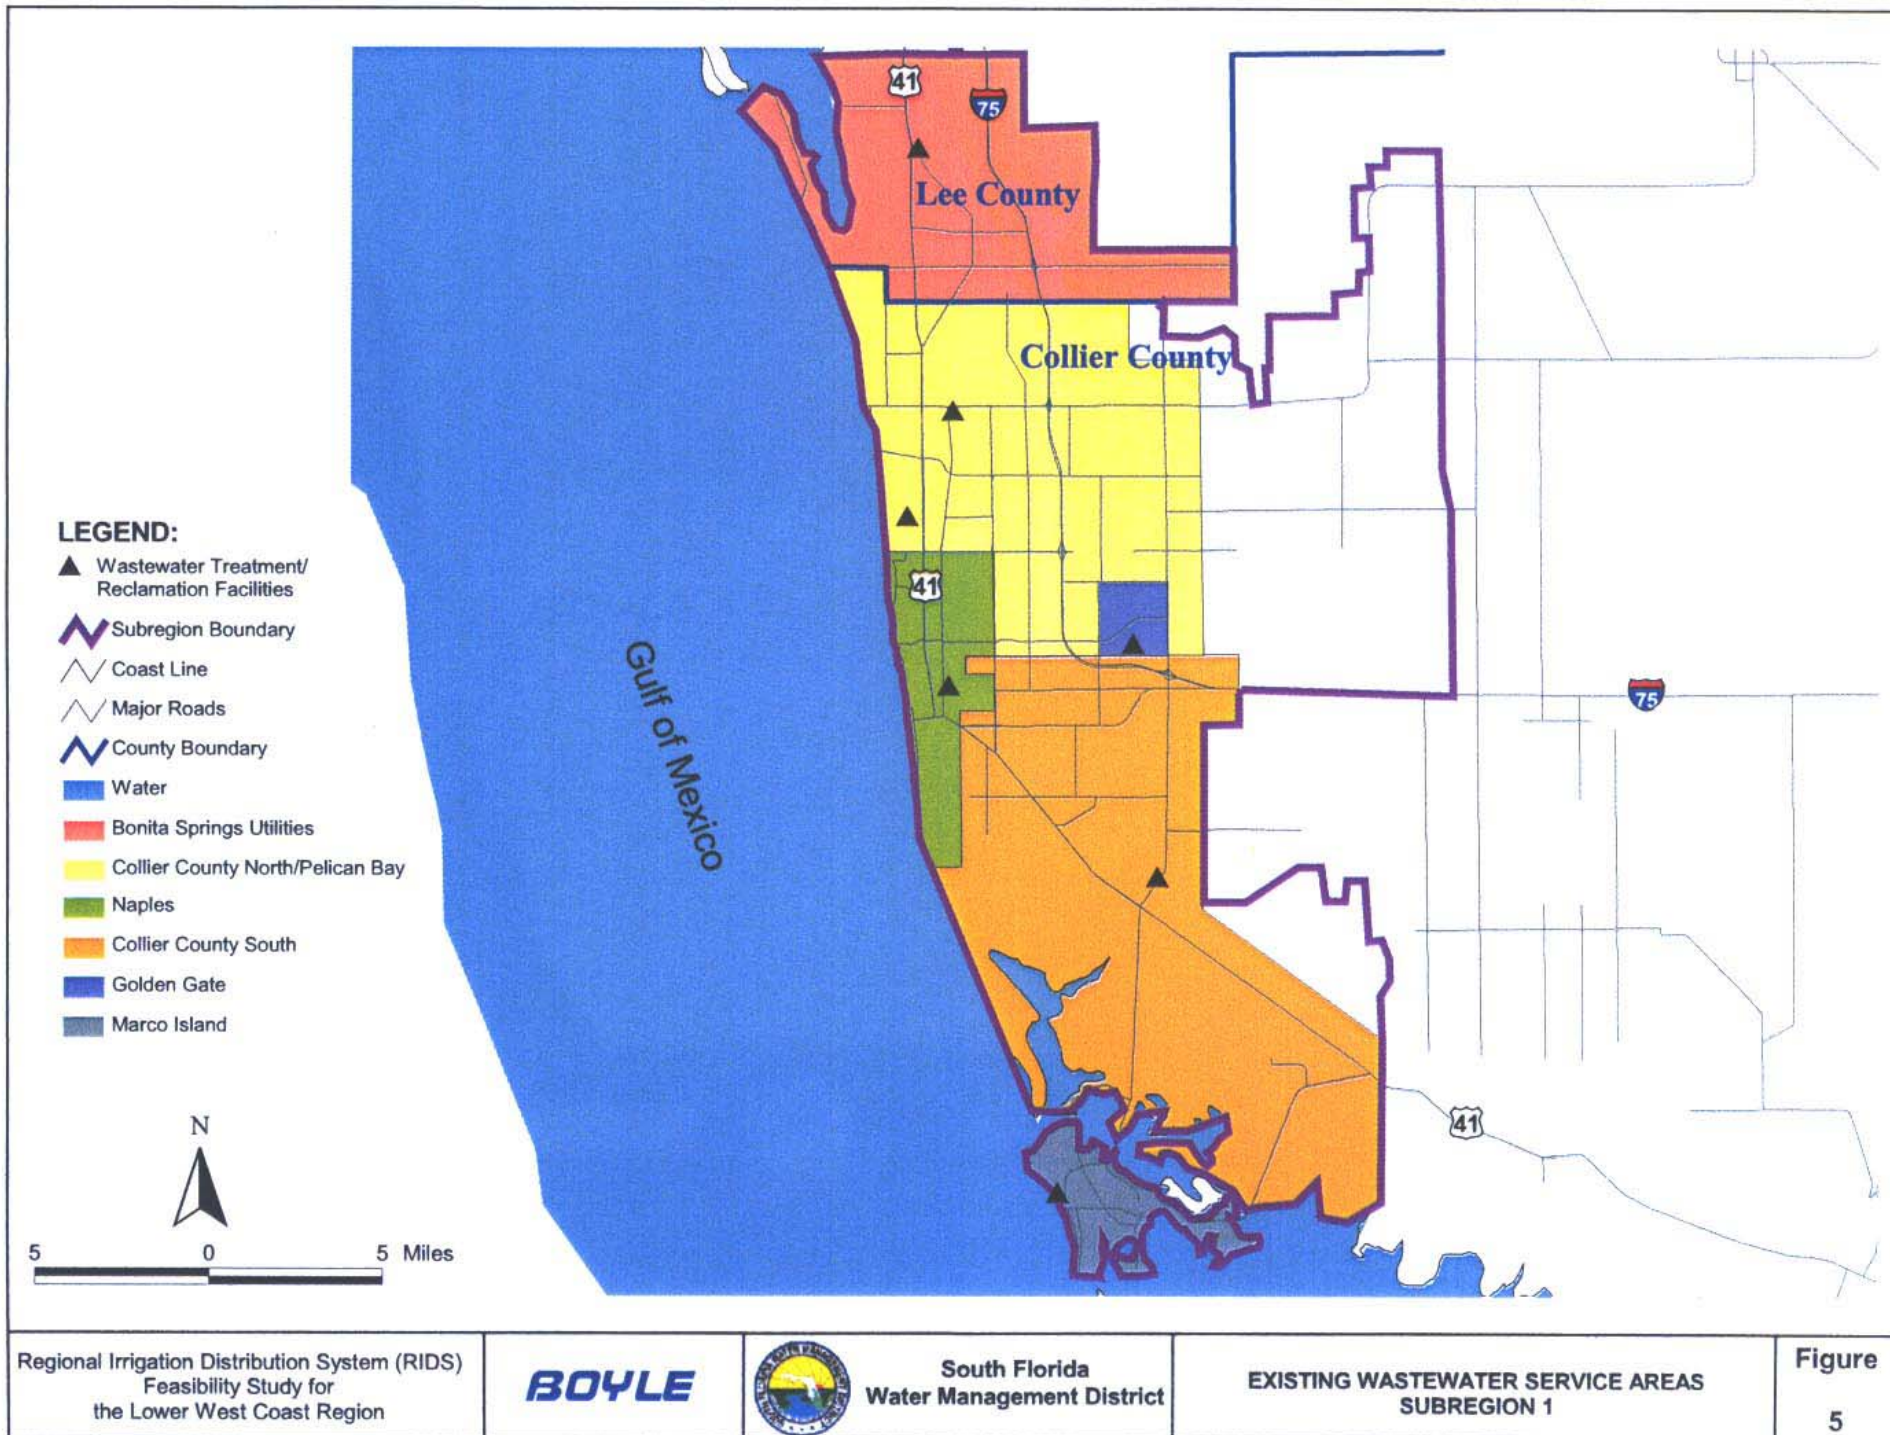 41
75
Lee County
Collier County
41
Gulf of Mexico
75
41
LEGEND:
Wastewater Treatment/
Reclamation Facilities
Subregion Boundary
Coast Line
Major Roads
County Boundary
Water
Bonita Springs Utilities
Collier County North/Pelican Bay
Naples
Collier County South
Golden Gate
Marco Island
N
5 0 5 Miles
Regional Irrigation Distribution System (RIDS)
Feasibility Study for
the Lower West Coast Region
BOYLE
South Florida
Water Management District
EXISTING WASTEWATER SERVICE AREAS
SUBREGION 1
Figure
5